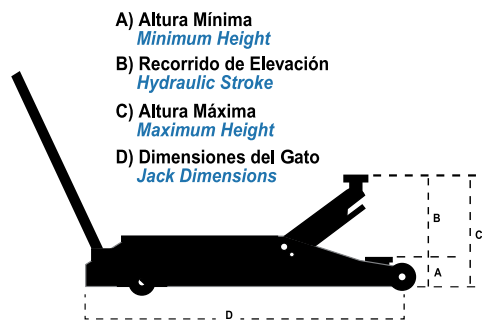 A) Altura Mínima
Minimum Height
B) Recorrido de Elevación
Hydraulic Stroke
C) Altura Máxima
Maximum Height
D) Dimensiones del Gato
Jack Dimensions
B
C
A
D